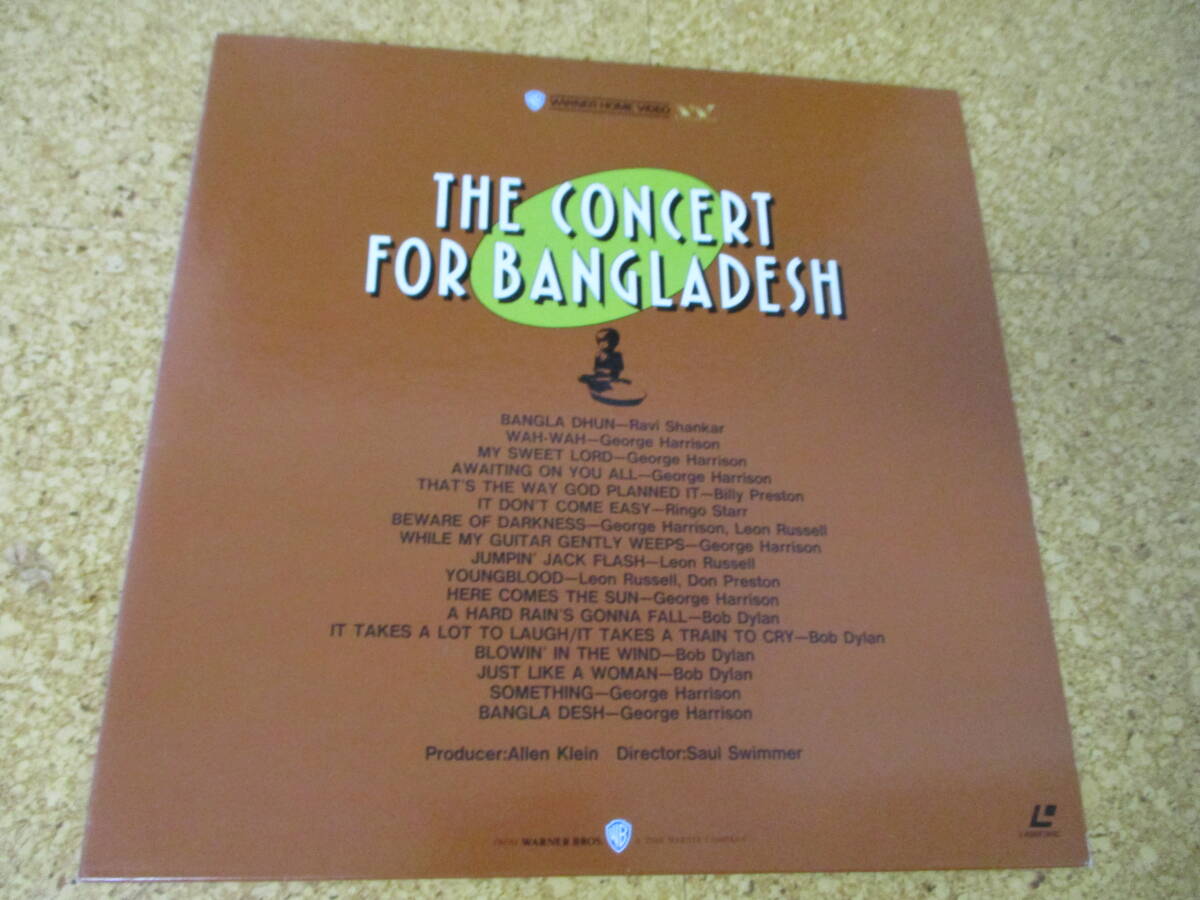 WARNER HOME VIDEO
THE CONCERT
FOR BANGLADESH
BANGLA DHUN—Ravi Shankar
WAH-WAH—George Harrison
MY SWEET LORD—George Harrison
AWAITING ON YOU ALL—George Harrison
THAT'S THE WAY GOD PLANNED IT—Billy Preston
IT DON'T COME EASY—Ringo Starr
BEWARE OF DARKNESS—George Harrison, Leon Russell
WHILE MY GUITAR GENTLY WEEPS—George Harrison
JUMPIN' JACK FLASH—Leon Russell
YOUNGBLOOD—Leon Russell, Don Preston
HERE COMES THE SUN—George Harrison
A HARD RAIN'S GONNA FALL—Bob Dylan
IT TAKES A LOT TO LAUGH/IT TAKES A TRAIN TO CRY—Bob Dylan
BLOWIN' IN THE WIND—Bob Dylan
JUST LIKE A WOMAN—Bob Dylan
SOMETHING—George Harrison
BANGLA DESH—George Harrison
Producer:Allen Klein Director:Saul Swimmer
LASER DISC
FROM WARNER BROS. WB